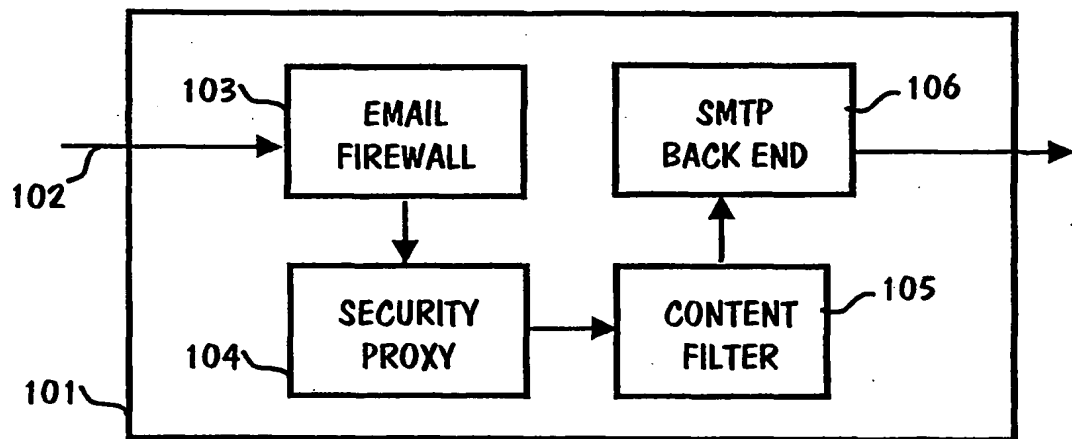 103
EMAIL
FIREWALL
SMTP
BACK END
106
102
SECURITY
PROXY
104
CONTENT
FILTER
105
101